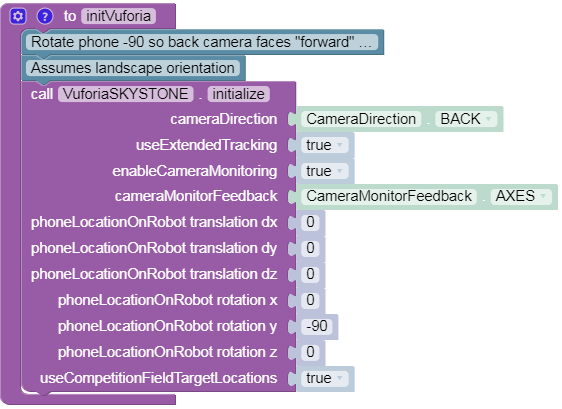 ? to initVuforia
Rotate phone -90 so back camera faces "forward" ...
Assumes landscape orientation
call VuforiaSKYSTONE . initialize
cameraDirection CameraDirection . BACK
useExtendedTracking true
enableCameraMonitoring true
cameraMonitorFeedback CameraMonitorFeedback . AXES
phoneLocationOnRobot translation dx 0
phoneLocationOnRobot translation dy 0
phoneLocationOnRobot translation dz 0
phoneLocationOnRobot rotation x 0
phoneLocationOnRobot rotation y -90
phoneLocationOnRobot rotation z 0
useCompetitionFieldTargetLocations true